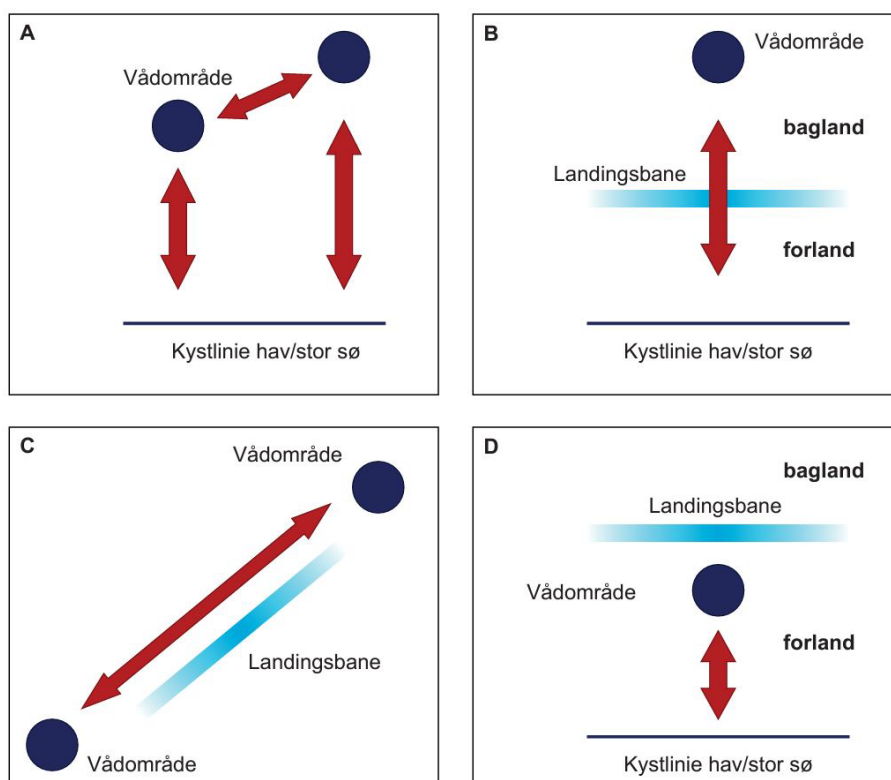 A
Vådområde
Kystlinie hav/stor sø
B
Vådområde
bagland
Landingsbane
forland
Kystlinie hav/stor sø
C
Vådområde
Landingsbane
Vådområde
D
bagland
Landingsbane
Vådområde
forland
Kystlinie hav/stor sø